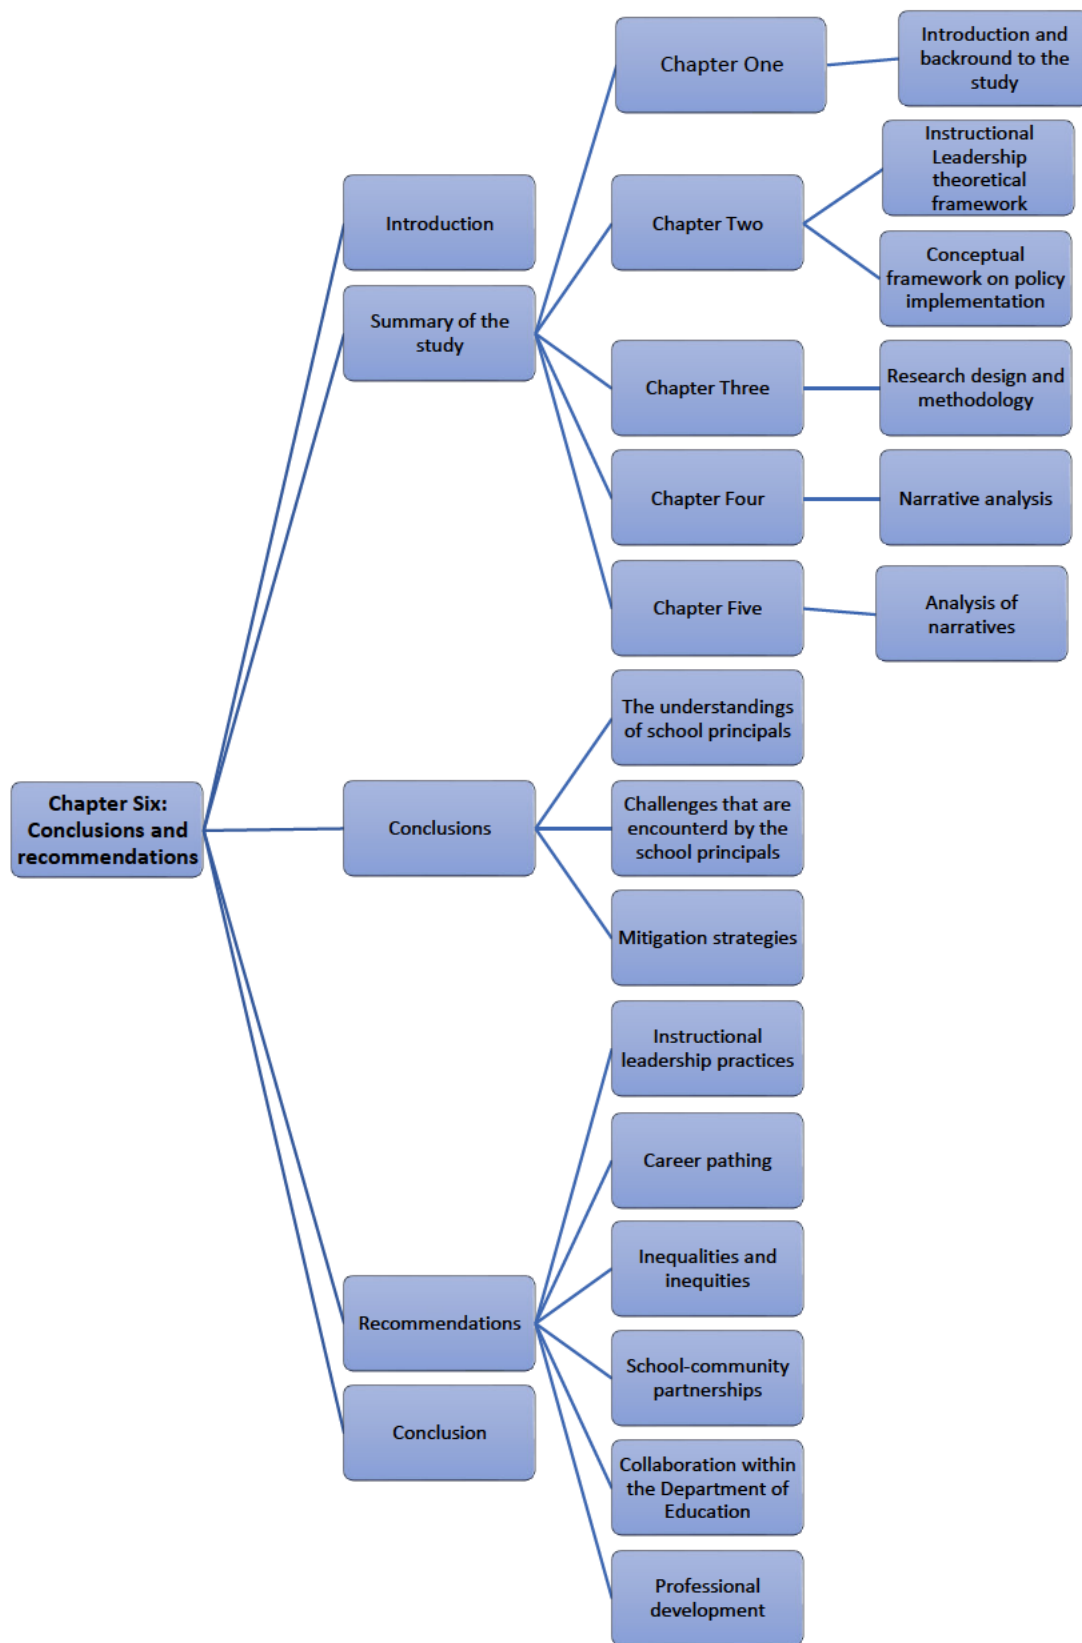 Chapter Six:
Conclusions and
recommendations
Introduction
Summary of the
study
Chapter One
Introduction and
backround to the
study
Chapter Two
Instructional
Leadership
theoretical
framework
Conceptual
framework on policy
implementation
Chapter Three
Research design and
methodology
Chapter Four
Narrative analysis
Chapter Five
Analysis of
narratives
Conclusions
The understandings
of school principals
Challenges that are
encounterd by the
school principals
Mitigation strategies
Recommendations
Instructional
leadership practices
Career pathing
Inequalities and
inequities
School-community
partnerships
Collaboration within
the Department of
Education
Professional
development
Conclusion